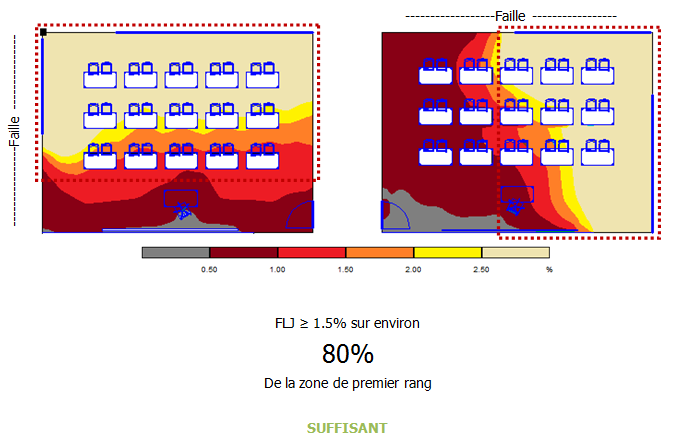 -------------------Faille ------------------
--------Faille---------
0.50 1.00 1.50 2.00 2.50 %
FLJ ≥ 1.5% sur environ
80%
De la zone de premier rang
SUFFISANT